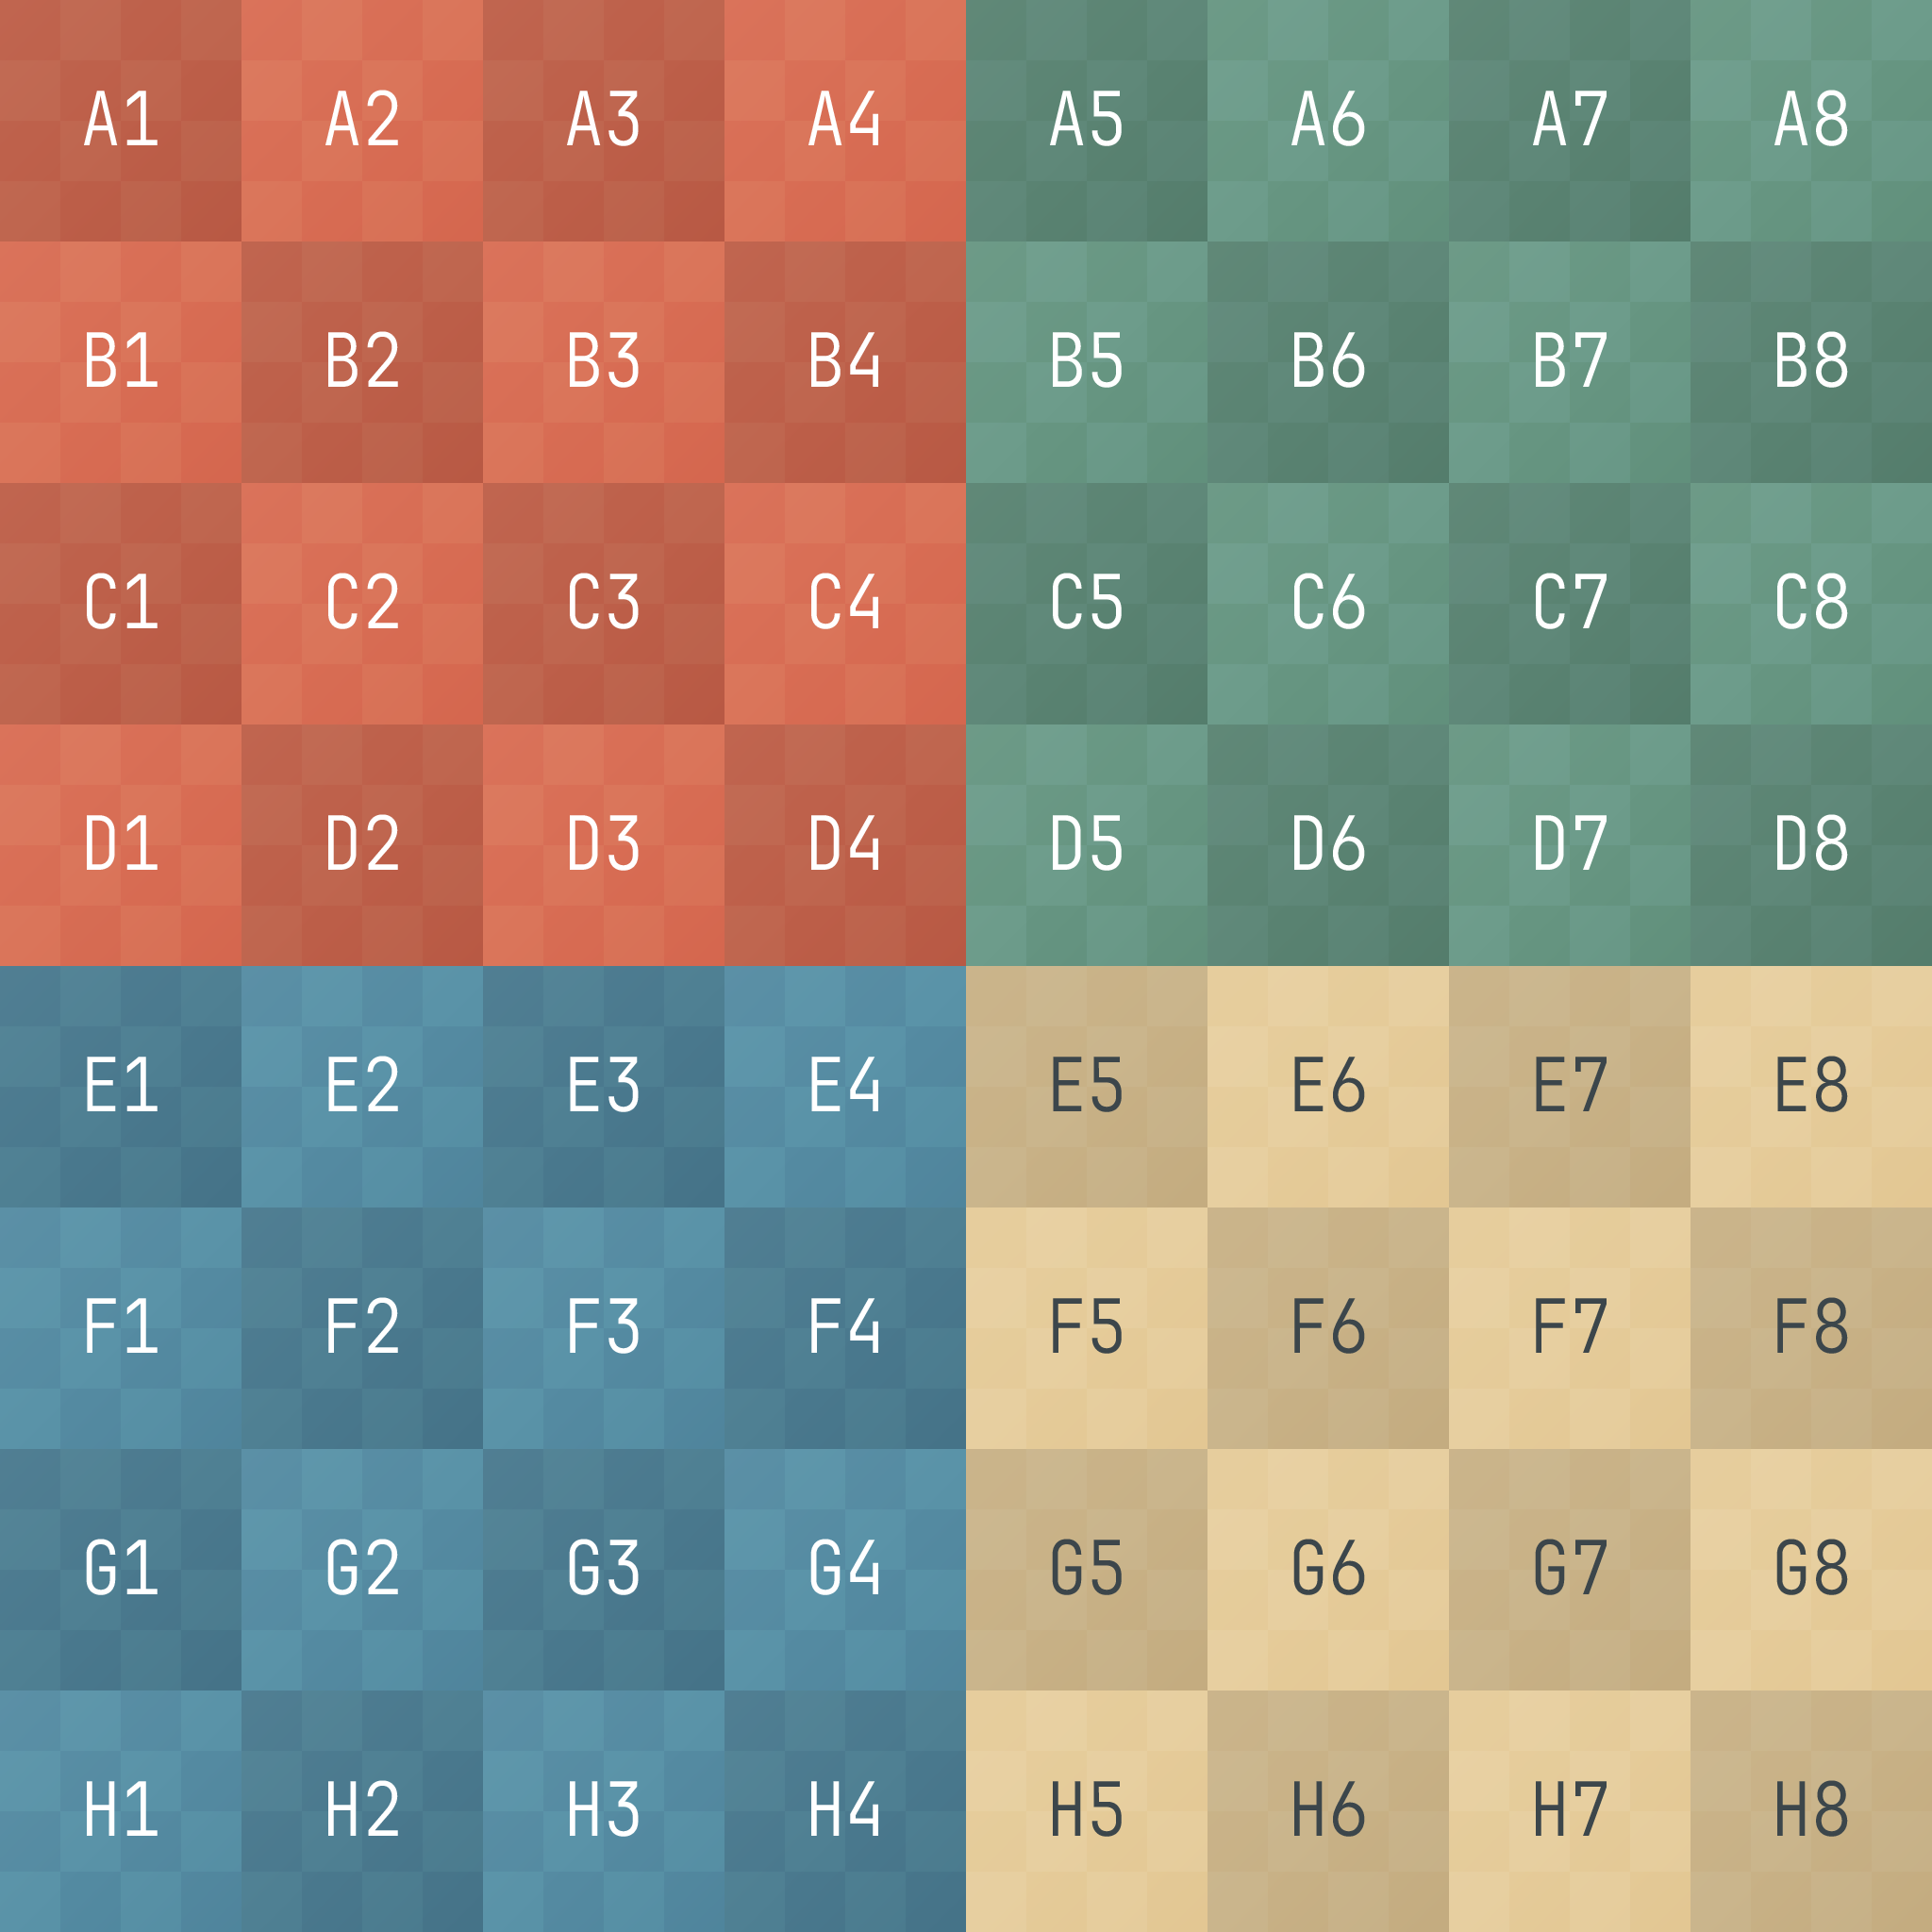 A1 A2 A3 A4 A5 A6 A7 A8
B1 B2 B3 B4 B5 B6 B7 B8
C1 C2 C3 C4 C5 C6 C7 C8
D1 D2 D3 D4 D5 D6 D7 D8
E1 E2 E3 E4 E5 E6 E7 E8
F1 F2 F3 F4 F5 F6 F7 F8
G1 G2 G3 G4 G5 G6 G7 G8
H1 H2 H3 H4 H5 H6 H7 H8